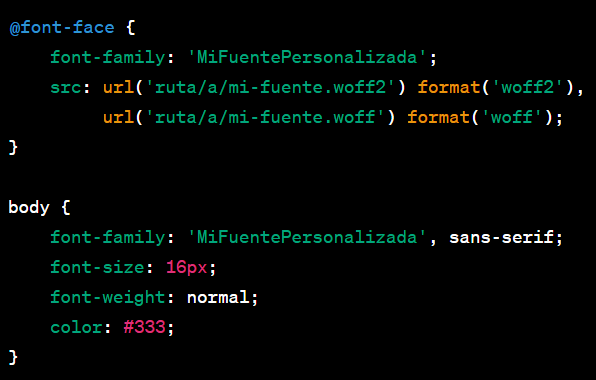 @font-face {
    font-family: 'MiFuentePersonalizada';
    src: url('ruta/a/mi-fuente.woff2') format('woff2'),
         url('ruta/a/mi-fuente.woff') format('woff');
}

body {
    font-family: 'MiFuentePersonalizada', sans-serif;
    font-size: 16px;
    font-weight: normal;
    color: #333;
}